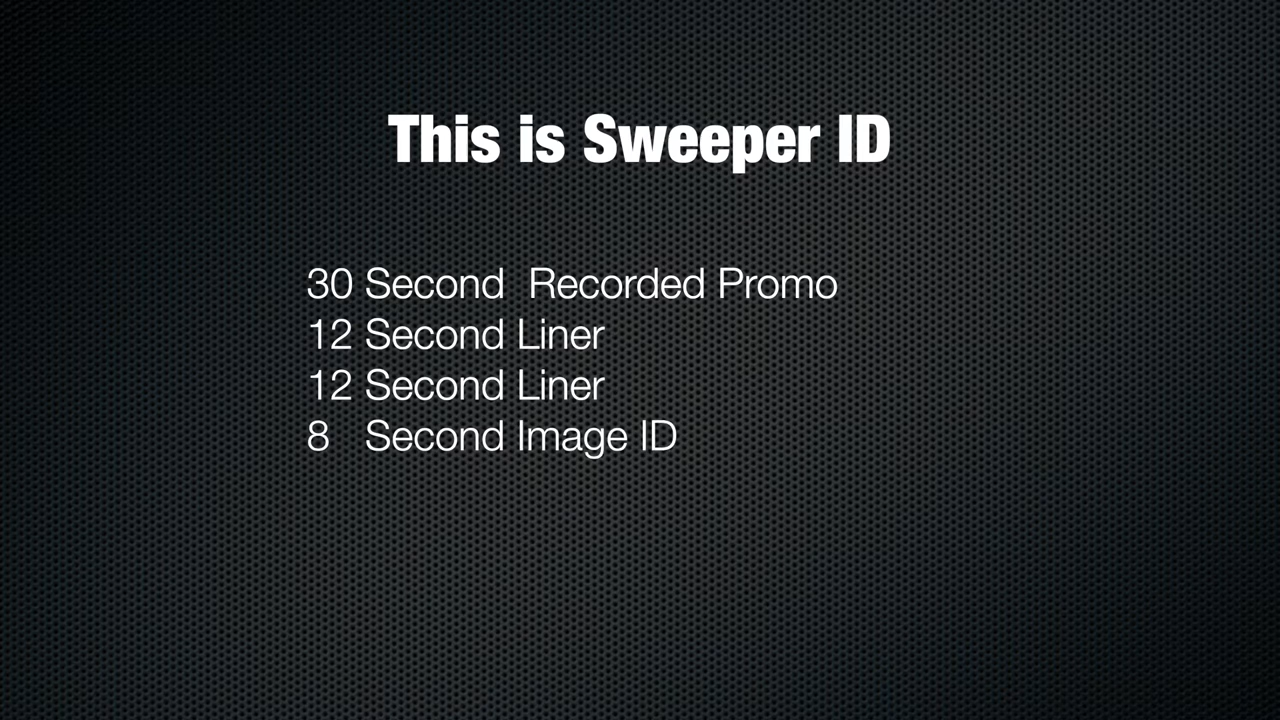 This is Sweeper ID
30 Second  Recorded Promo
12 Second Liner
12 Second Liner
8   Second Image ID